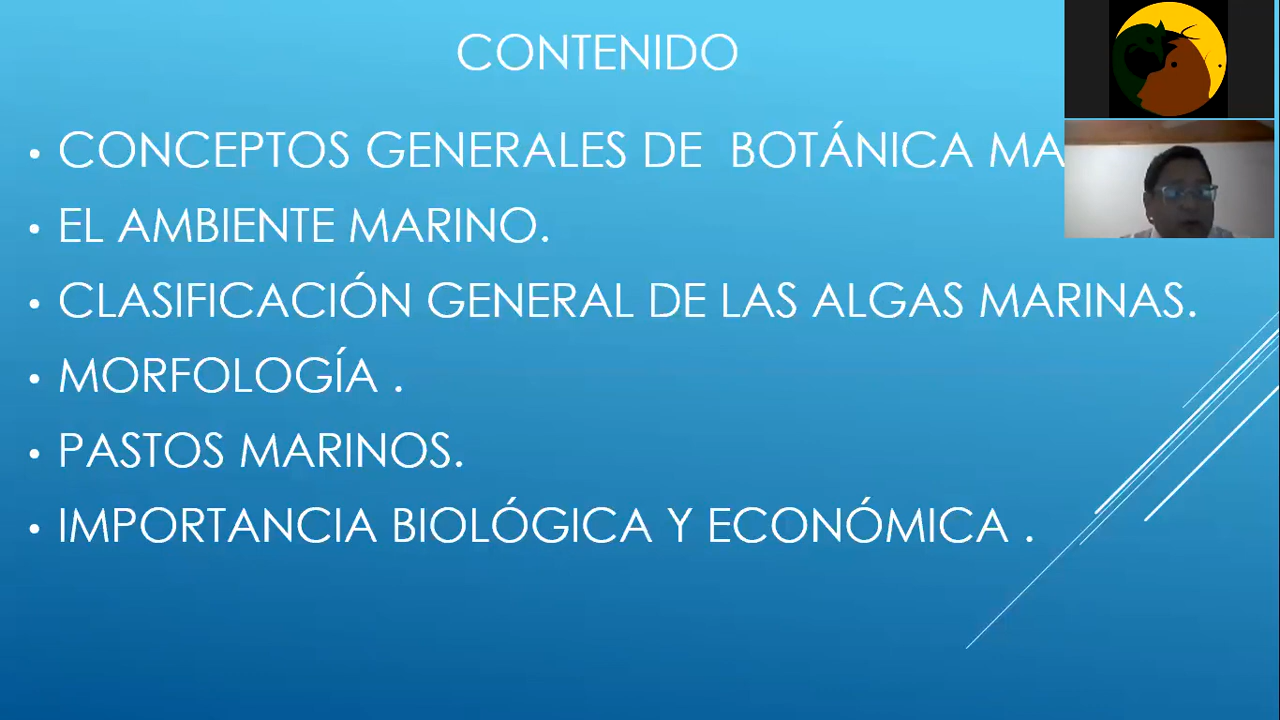 CONTENIDO
• CONCEPTOS GENERALES DE BOTÁNICA
• EL AMBIENTE MARINO.
• CLASIFICACIÓN GENERAL DE LAS ALGAS MARINAS.
• MORFOLOGÍA .
• PASTOS MARINOS.
• IMPORTANCIA BIOLÓGICA Y ECONÓMICA .